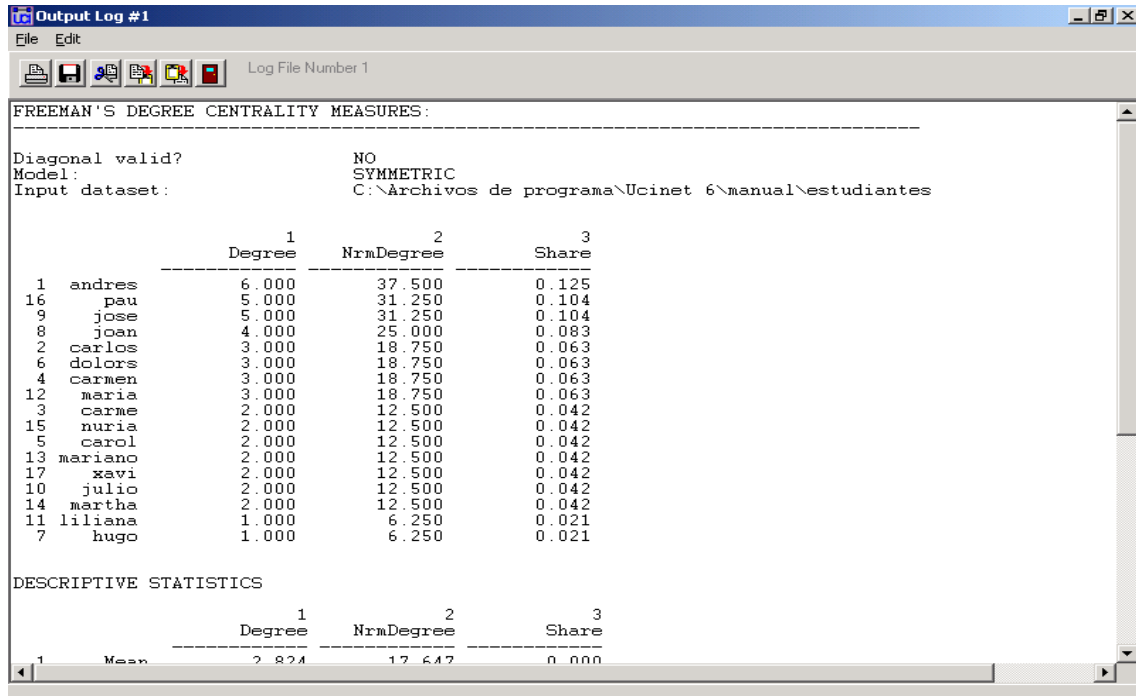 Output Log #1
File Edit
Log File Number 1
FREEMAN'S DEGREE CENTRALITY MEASURES:
Diagonal valid? NO
Model: SYMMETRIC
Input dataset: C:\Archivos de programa\Ucinet 6\manual\estudiantes
1 2 3
Degree NrmDegree Share
1 andres 6.000 37.500 0.125
16 pau 5.000 31.250 0.104
9 jose 5.000 31.250 0.104
8 joan 4.000 25.000 0.083
2 carlos 3.000 18.750 0.063
6 dolors 3.000 18.750 0.063
4 carmen 3.000 18.750 0.063
12 maria 3.000 18.750 0.063
3 carme 2.000 12.500 0.042
15 nuria 2.000 12.500 0.042
5 carol 2.000 12.500 0.042
13 mariano 2.000 12.500 0.042
17 xavi 2.000 12.500 0.042
10 julio 2.000 12.500 0.042
14 martha 2.000 12.500 0.042
11 liliana 1.000 6.250 0.021
7 hugo 1.000 6.250 0.021
DESCRIPTIVE STATISTICS
1 2 3
Degree NrmDegree Share
1 Mean 2.824 17.647 0.000